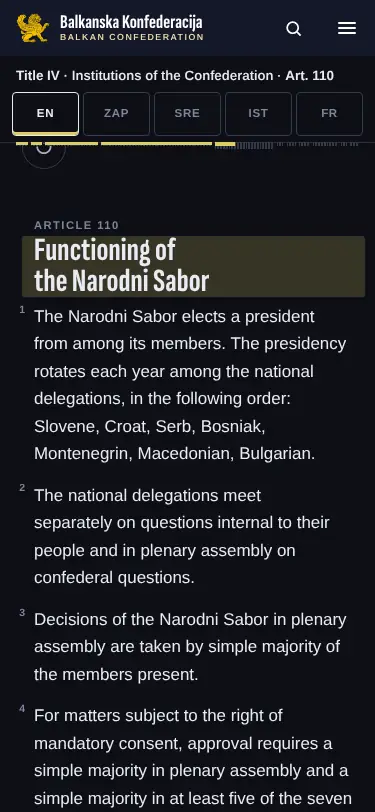 Balkanska Konfederacija
BALKAN CONFEDERATION
Title IV · Institutions of the Confederation · Art. 110
EN ZAP SRE IST FR
ARTICLE 110
Functioning of
the Narodni Sabor
1 The Narodni Sabor elects a president
from among its members. The presidency
rotates each year among the national
delegations, in the following order:
Slovene, Croat, Serb, Bosniak,
Montenegrin, Macedonian, Bulgarian.
2 The national delegations meet
separately on questions internal to their
people and in plenary assembly on
confederal questions.
3 Decisions of the Narodni Sabor in plenary
assembly are taken by simple majority of
the members present.
4 For matters subject to the right of
mandatory consent, approval requires a
simple majority in plenary assembly and a
simple majority in at least five of the seven